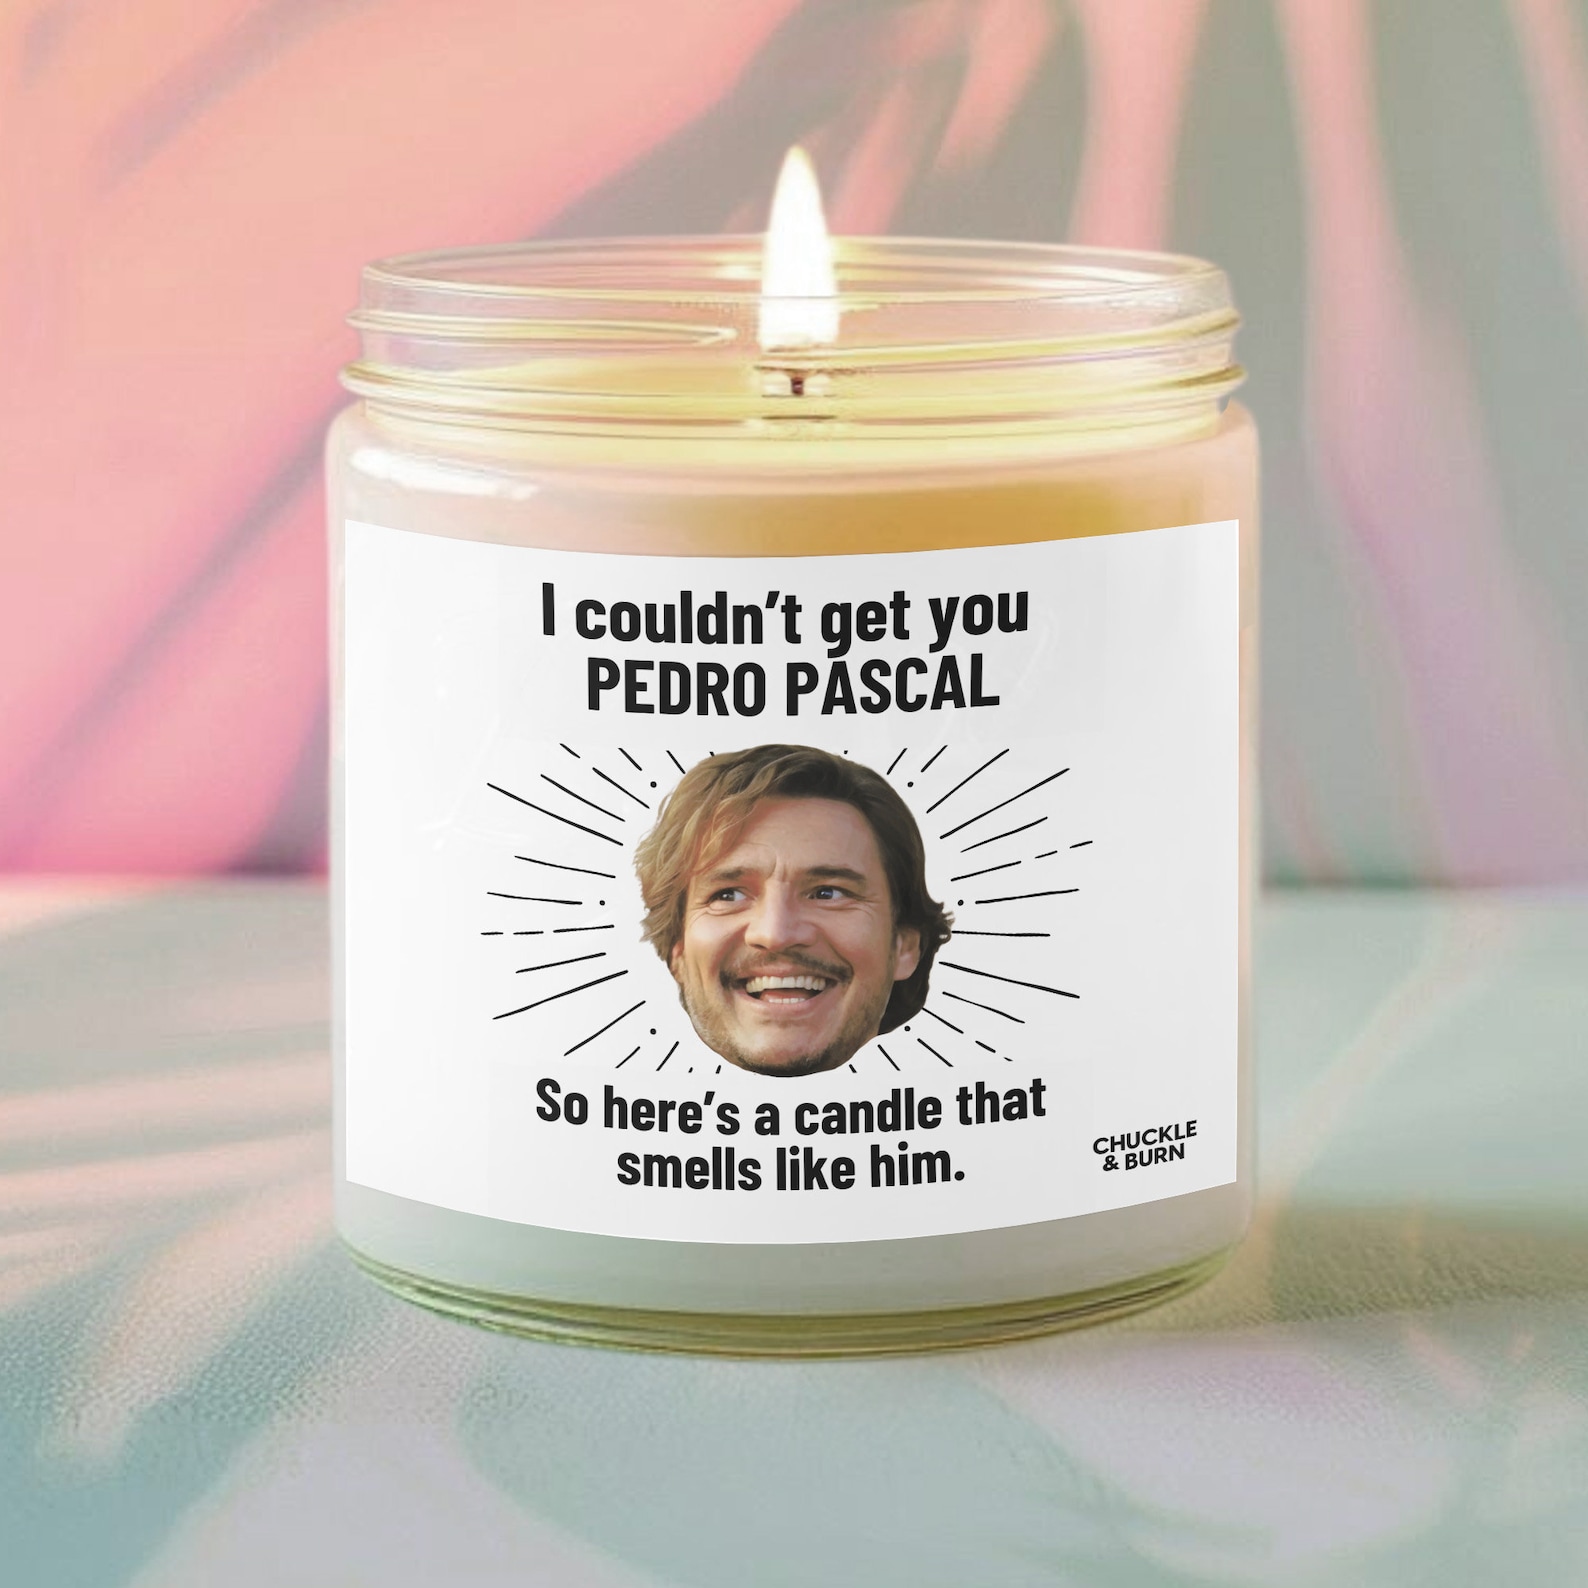 I couldn’t get you
PEDRO PASCAL
So here’s a candle that
smells like him.
CHUCKLE
& BURN